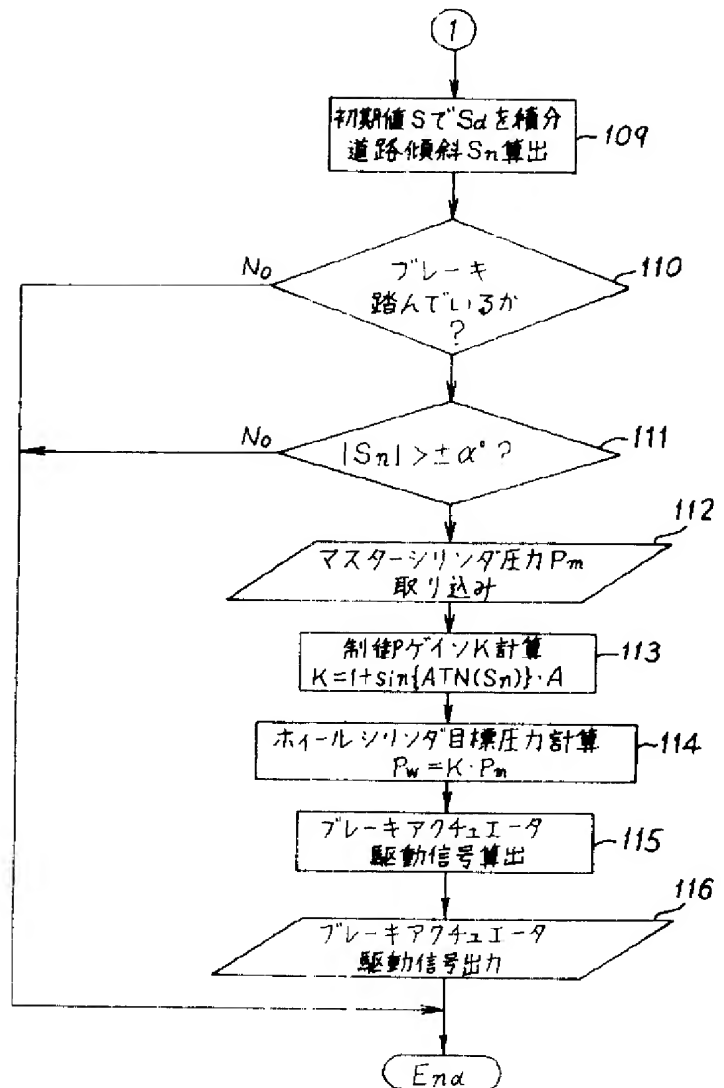 1
初期値SでSdを積分
道路傾斜Sn算出
109
No
ブレーキ
踏んでいるか
?
110
No
|Sn|>±α°?
111
112
マスターシリンダ圧力Pm
取り込み
制御PゲインK計算
K=1+sin{ATN(Sn)}·A
113
ホィールシリンダ目標圧力計算
Pw=K·Pm
114
ブレーキアクチュエータ
駆動信号算出
115
116
ブレーキアクチュエータ
駆動信号出力
End